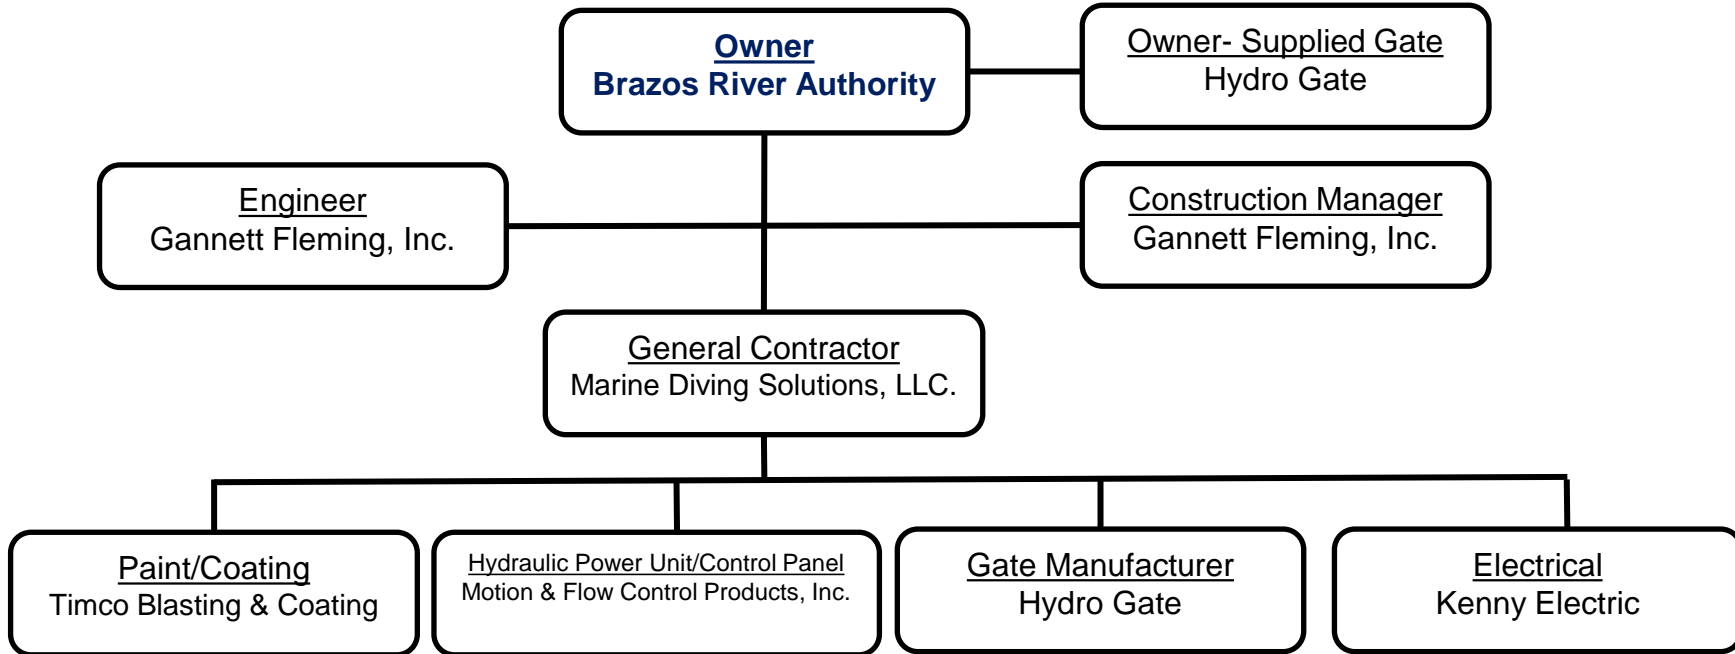 Owner
Brazos River Authority
Owner- Supplied Gate
Hydro Gate
Engineer
Gannett Fleming, Inc.
Construction Manager
Gannett Fleming, Inc.
General Contractor
Marine Diving Solutions, LLC.
Paint/Coating
Timco Blasting & Coating
Hydraulic Power Unit/Control Panel
Motion & Flow Control Products, Inc.
Gate Manufacturer
Hydro Gate
Electrical
Kenny Electric